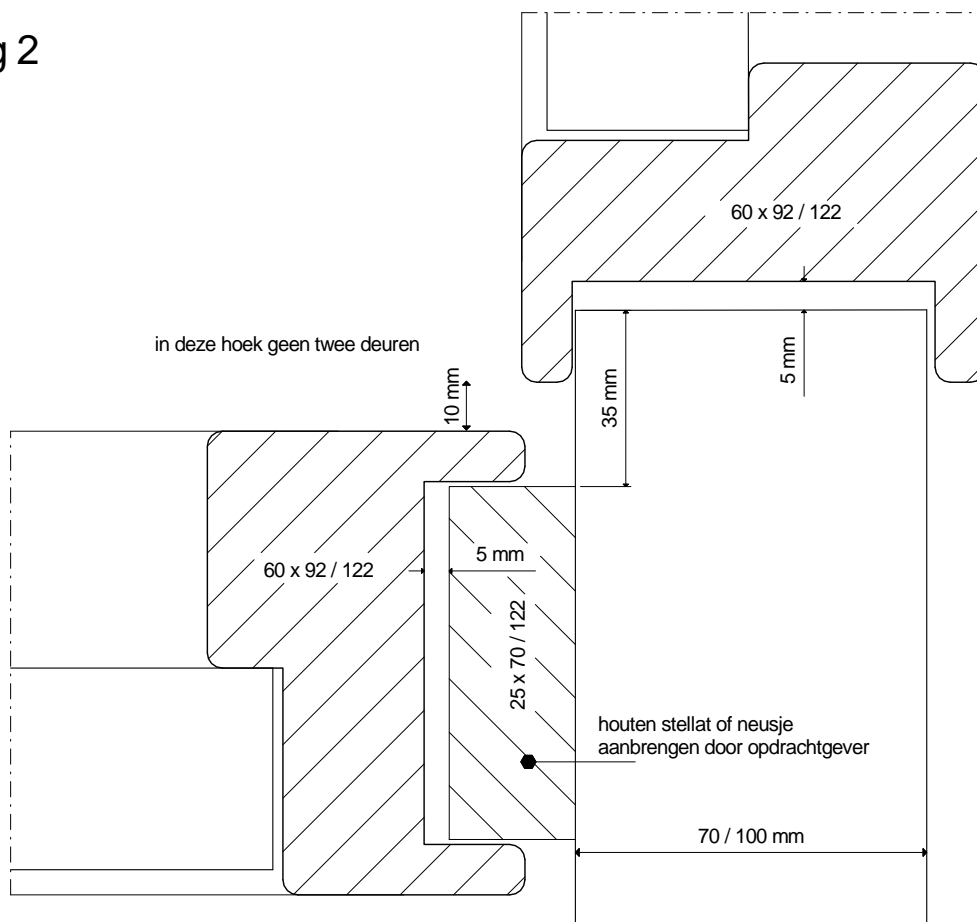 g 2
60 x 92 / 122
in deze hoek geen twee deuren
10 mm
35 mm
5 mm
60 x 92 / 122
5 mm
25 x 70 / 122
houten stellat of neusje
aanbrengen door opdrachtgever
70 / 100 mm